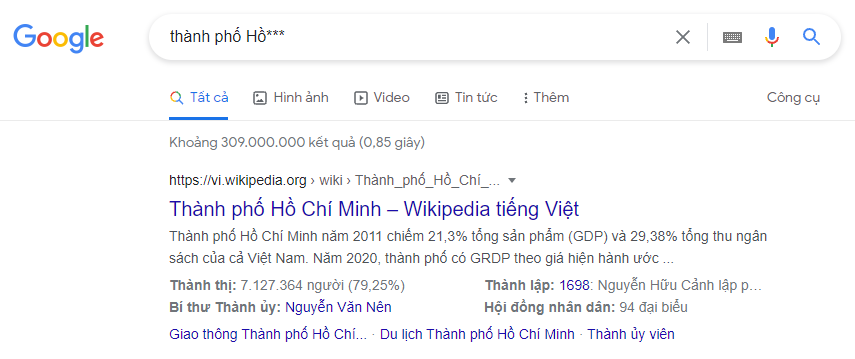 Google
thành phố Hồ***
Tất cả Hình ảnh Video Tin tức Thêm Công cụ
Khoảng 309.000.000 kết quả (0,85 giây)
https://vi.wikipedia.org › wiki › Thành_phố_Hồ_Chí_...
Thành phố Hồ Chí Minh – Wikipedia tiếng Việt
Thành phố Hồ Chí Minh năm 2011 chiếm 21,3% tổng sản phẩm (GDP) và 29,38% tổng thu ngân
sách của cả Việt Nam. Năm 2020, thành phố có GRDP theo giá hiện hành ước ...
Thành thị: 7.127.364 người (79,25%) Thành lập: 1698: Nguyễn Hữu Cảnh lập p...
Bí thư Thành ủy: Nguyễn Văn Nên Hội đồng nhân dân: 94 đại biểu
Giao thông Thành phố Hồ Chí... · Du lịch Thành phố Hồ Chí Minh · Thành ủy viên